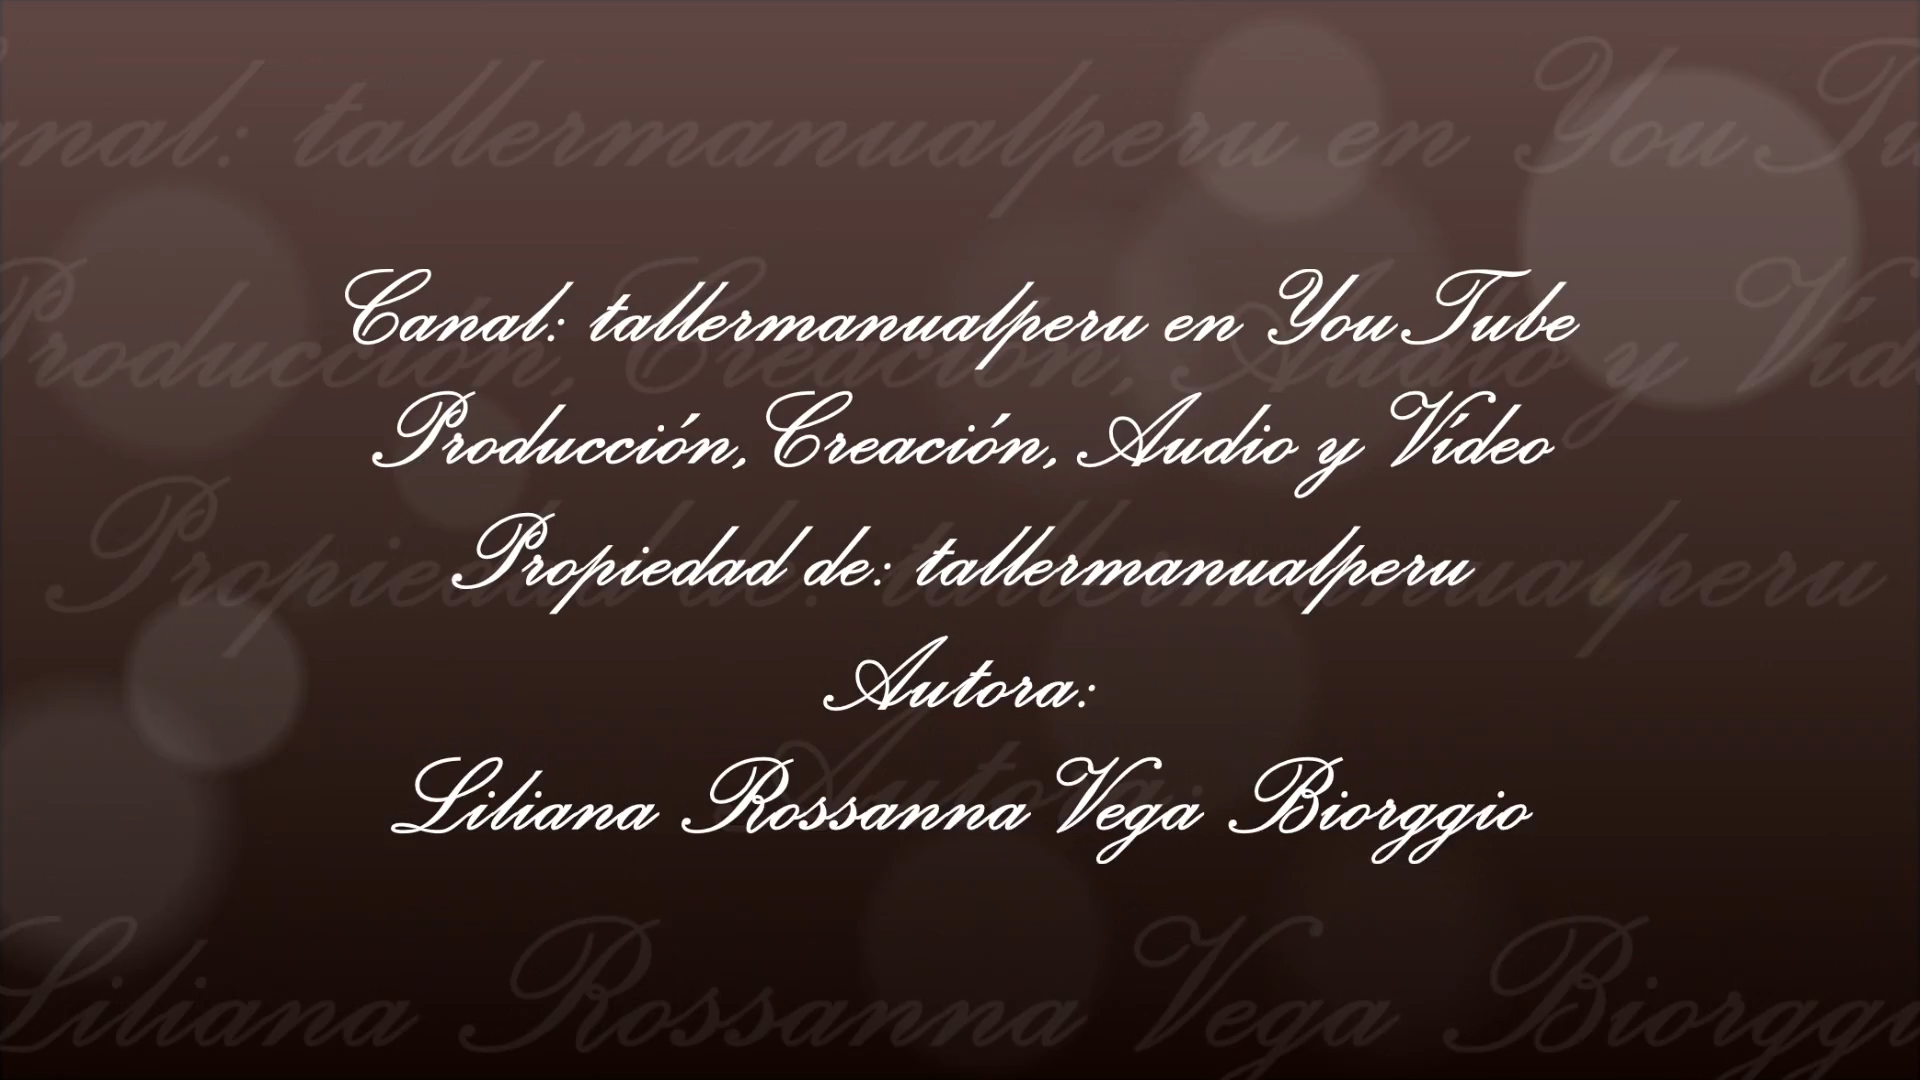 Canal: tallermanualperu en YouTube
Producción, Creación, Audio y Vídeo
Propiedad de: tallermanualperu
Autora:
Liliana Rossanna Vega Biorggio